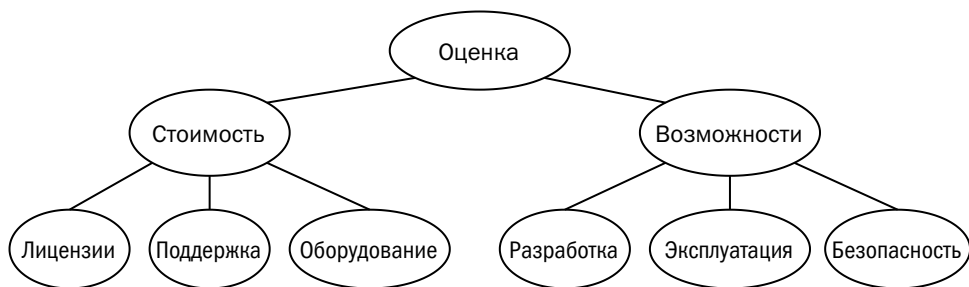 Оценка
Стоимость
Возможности
Лицензии
Поддержка
Оборудование
Разработка
Эксплуатация
Безопасность